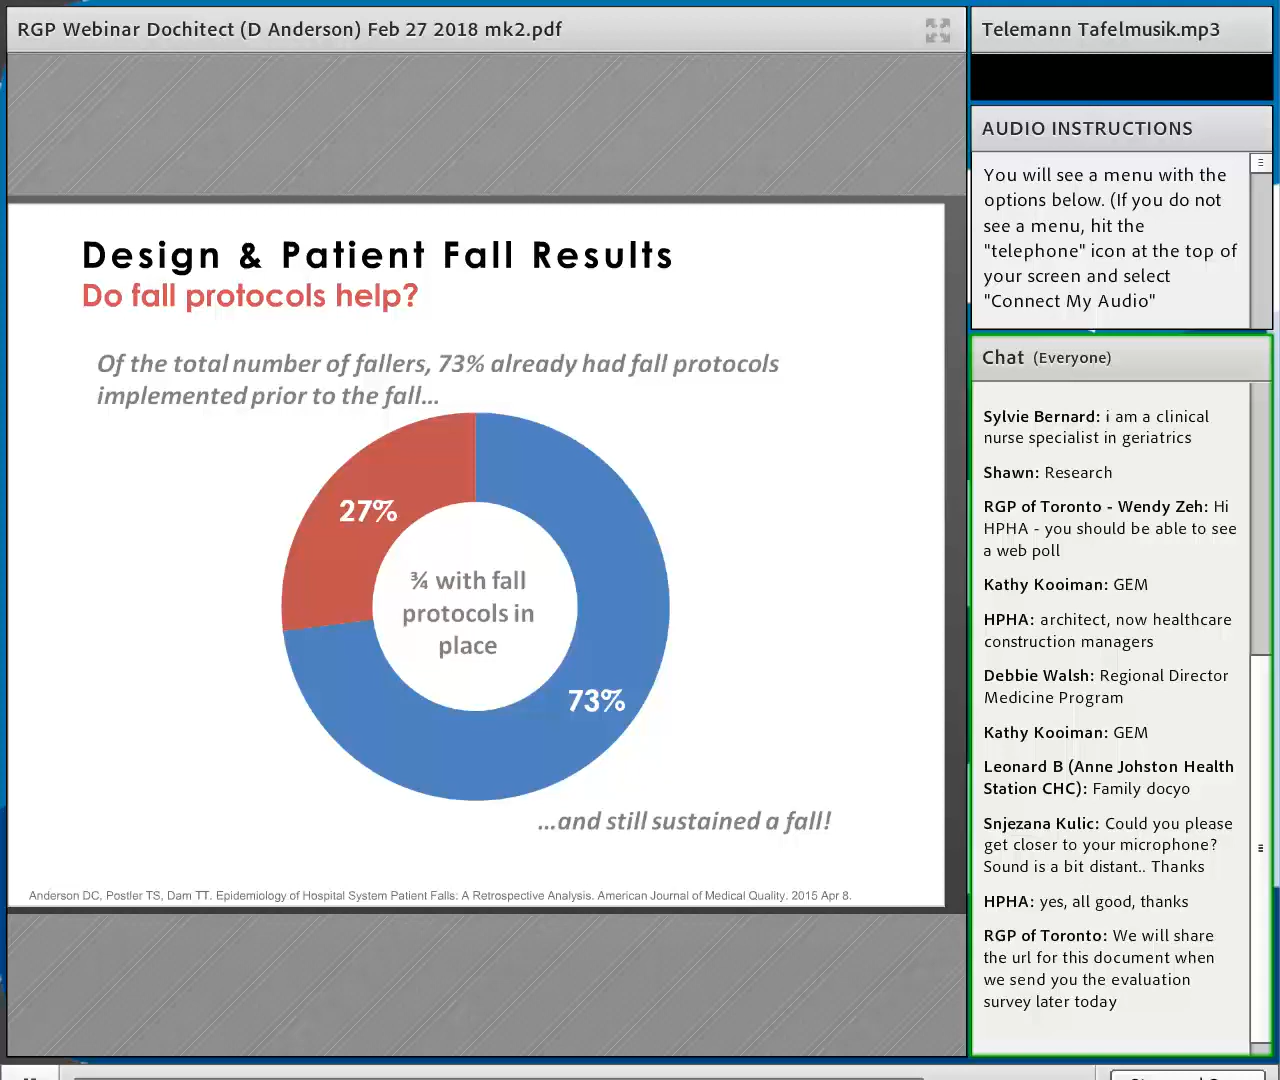 RGP Webinar Dochitect (D Anderson) Feb 27 2018 mk2.pdf
Design & Patient Fall Results
Do fall protocols help?
Of the total number of fallers, 73% already had fall protocols
implemented prior to the fall...
27%
¾ with fall
protocols in
place
73%
...and still sustained a fall!
Anderson DC, Postler TS, Dam TT. Epidemiology of Hospital System Patient Falls: A Retrospective Analysis. American Journal of Medical Quality. 2015 Apr 8.
Telemann Tafelmusik.mp3
AUDIO INSTRUCTIONS
You will see a menu with the
options below. (If you do not
see a menu, hit the
"telephone" icon at the top of
your screen and select
"Connect My Audio"
Chat (Everyone)
Sylvie Bernard: i am a clinical
nurse specialist in geriatrics
Shawn: Research
RGP of Toronto - Wendy Zeh: Hi
HPHA - you should be able to see
a web poll
Kathy Kooiman: GEM
HPHA: architect, now healthcare
construction managers
Debbie Walsh: Regional Director
Medicine Program
Kathy Kooiman: GEM
Leonard B (Anne Johston Health
Station CHC): Family docyo
Snjezana Kulic: Could you please
get closer to your microphone?
Sound is a bit distant.. Thanks
HPHA: yes, all good, thanks
RGP of Toronto: We will share
the url for this document when
we send you the evaluation
survey later today